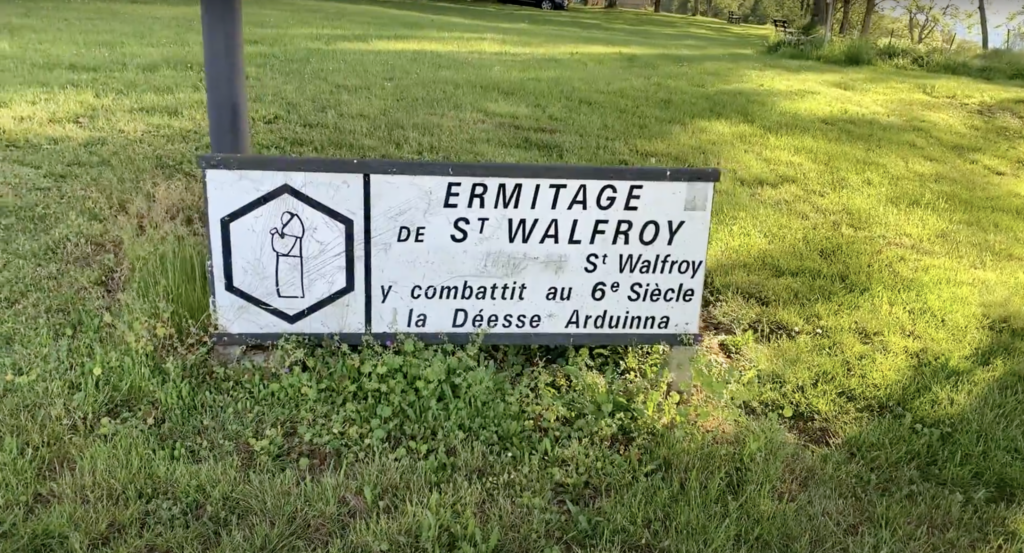 ERMITAGE
DE ST WALFROY
St Walfroy
y combattit au 6e Siècle
la Déesse Arduinna